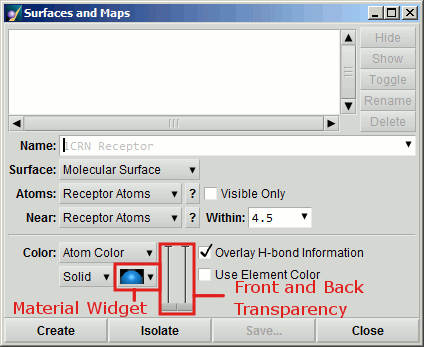 Surfaces and Maps
Hide
Show
Toggle
Rename
Delete
Name: 1CRN Receptor
Surface: Molecular Surface
Atoms: Receptor Atoms ? Visible Only
Near: Receptor Atoms ? Within: 4.5
Color: Atom Color Overlay H-bond Information
Solid Use Element Color
Material Widget
Front and Back
Transparency
Create Isolate Save... Close